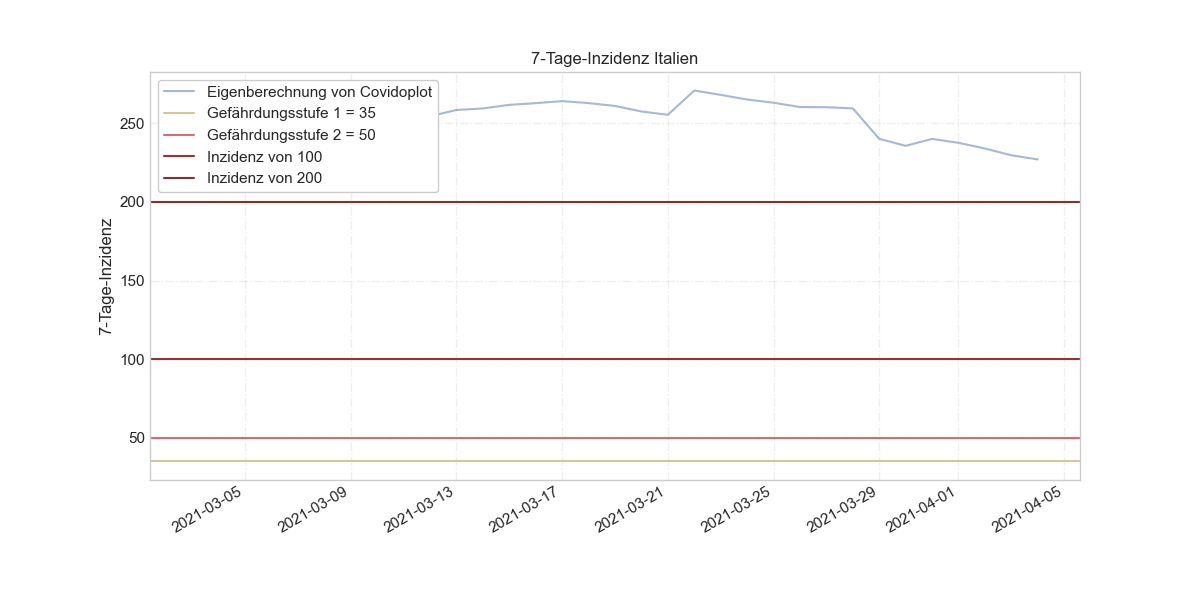 7-Tage-Inzidenz Italien
Eigenberechnung von Covidoplot
Gefährdungsstufe 1 = 35
Gefährdungsstufe 2 = 50
Inzidenz von 100
Inzidenz von 200
7-Tage-Inzidenz
250
200
150
100
50
2021-03-05
2021-03-09
2021-03-13
2021-03-17
2021-03-21
2021-03-25
2021-03-29
2021-04-01
2021-04-05